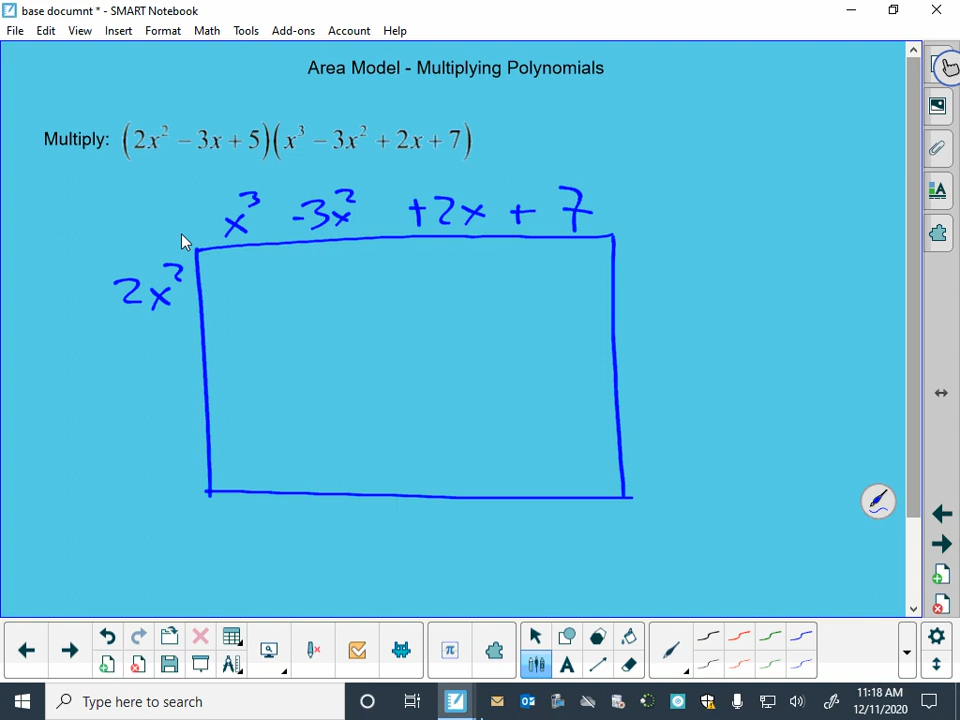 base documnt * - SMART Notebook
File Edit View Insert Format Math Tools Add-ons Account Help
Area Model - Multiplying Polynomials
Multiply: (2x² − 3x + 5)(x³ − 3x² + 2x + 7)
x³ -3x² +2x + 7
2x²
π
A
Type here to search
11:18 AM
12/11/2020